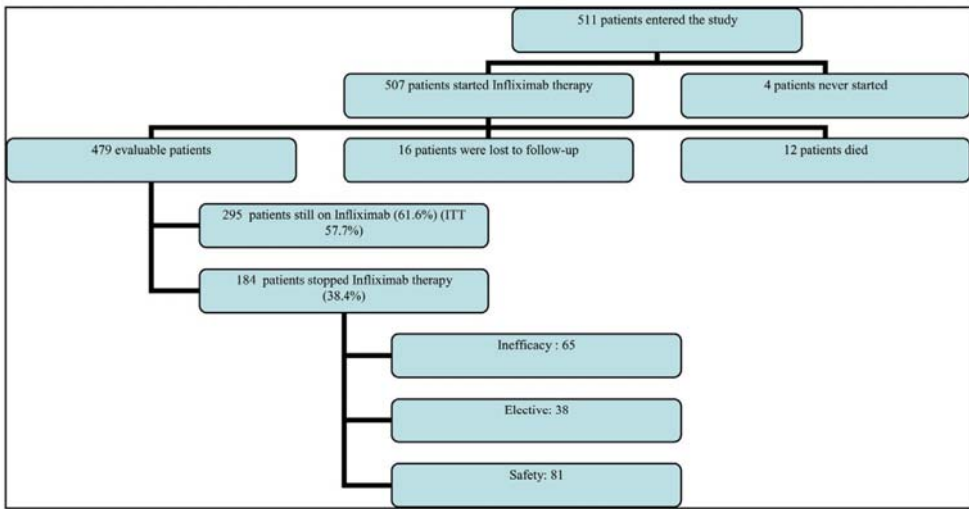 511 patients entered the study
507 patients started Infliximab therapy
4 patients never started
479 evaluable patients
16 patients were lost to follow-up
12 patients died
295 patients still on Infliximab (61.6%) (ITT
57.7%)
184 patients stopped Infliximab therapy
(38.4%)
Inefficacy : 65
Elective: 38
Safety: 81